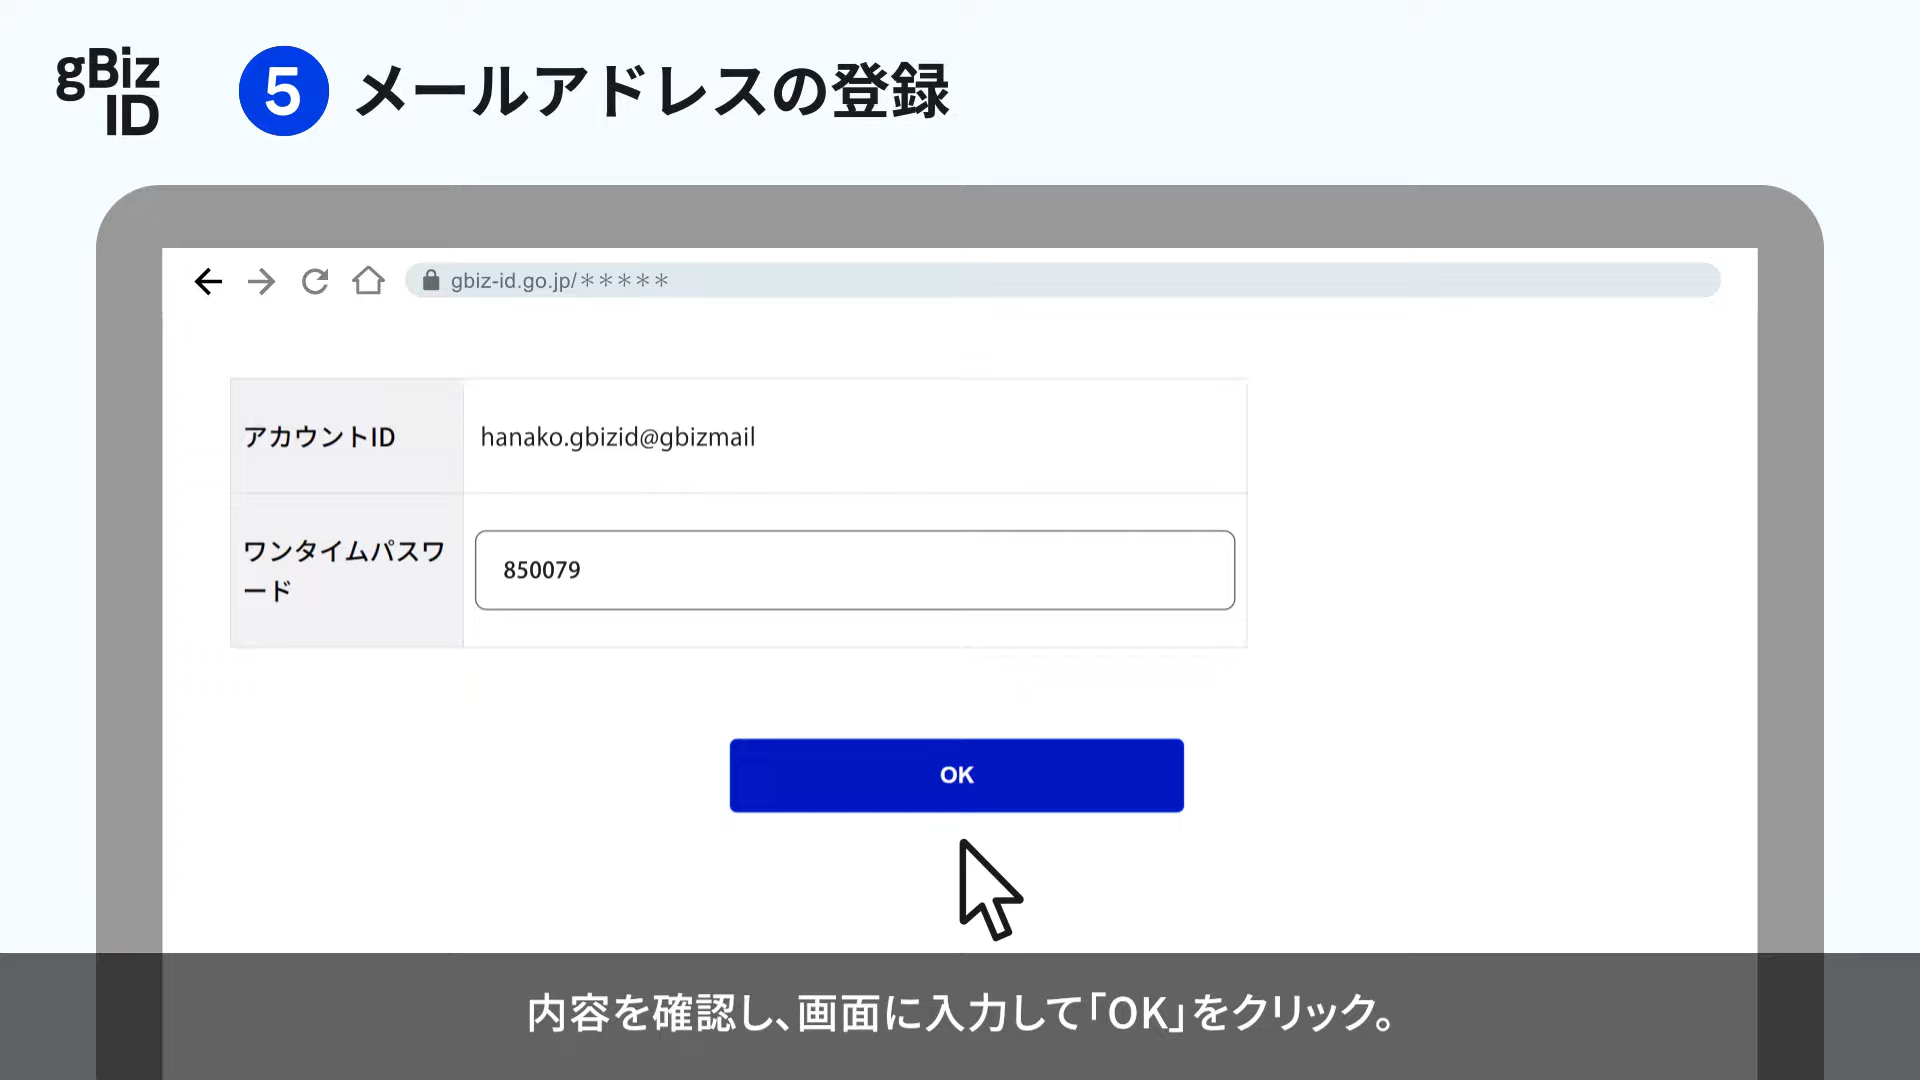 gBiz
ID
5 メールアドレスの登録
gbiz-id.go.jp/*****
アカウントID
hanako.gbizid@gbizmail
ワンタイムパスワ
ード
850079
OK
内容を確認し、画面に入力して「OK」をクリック。